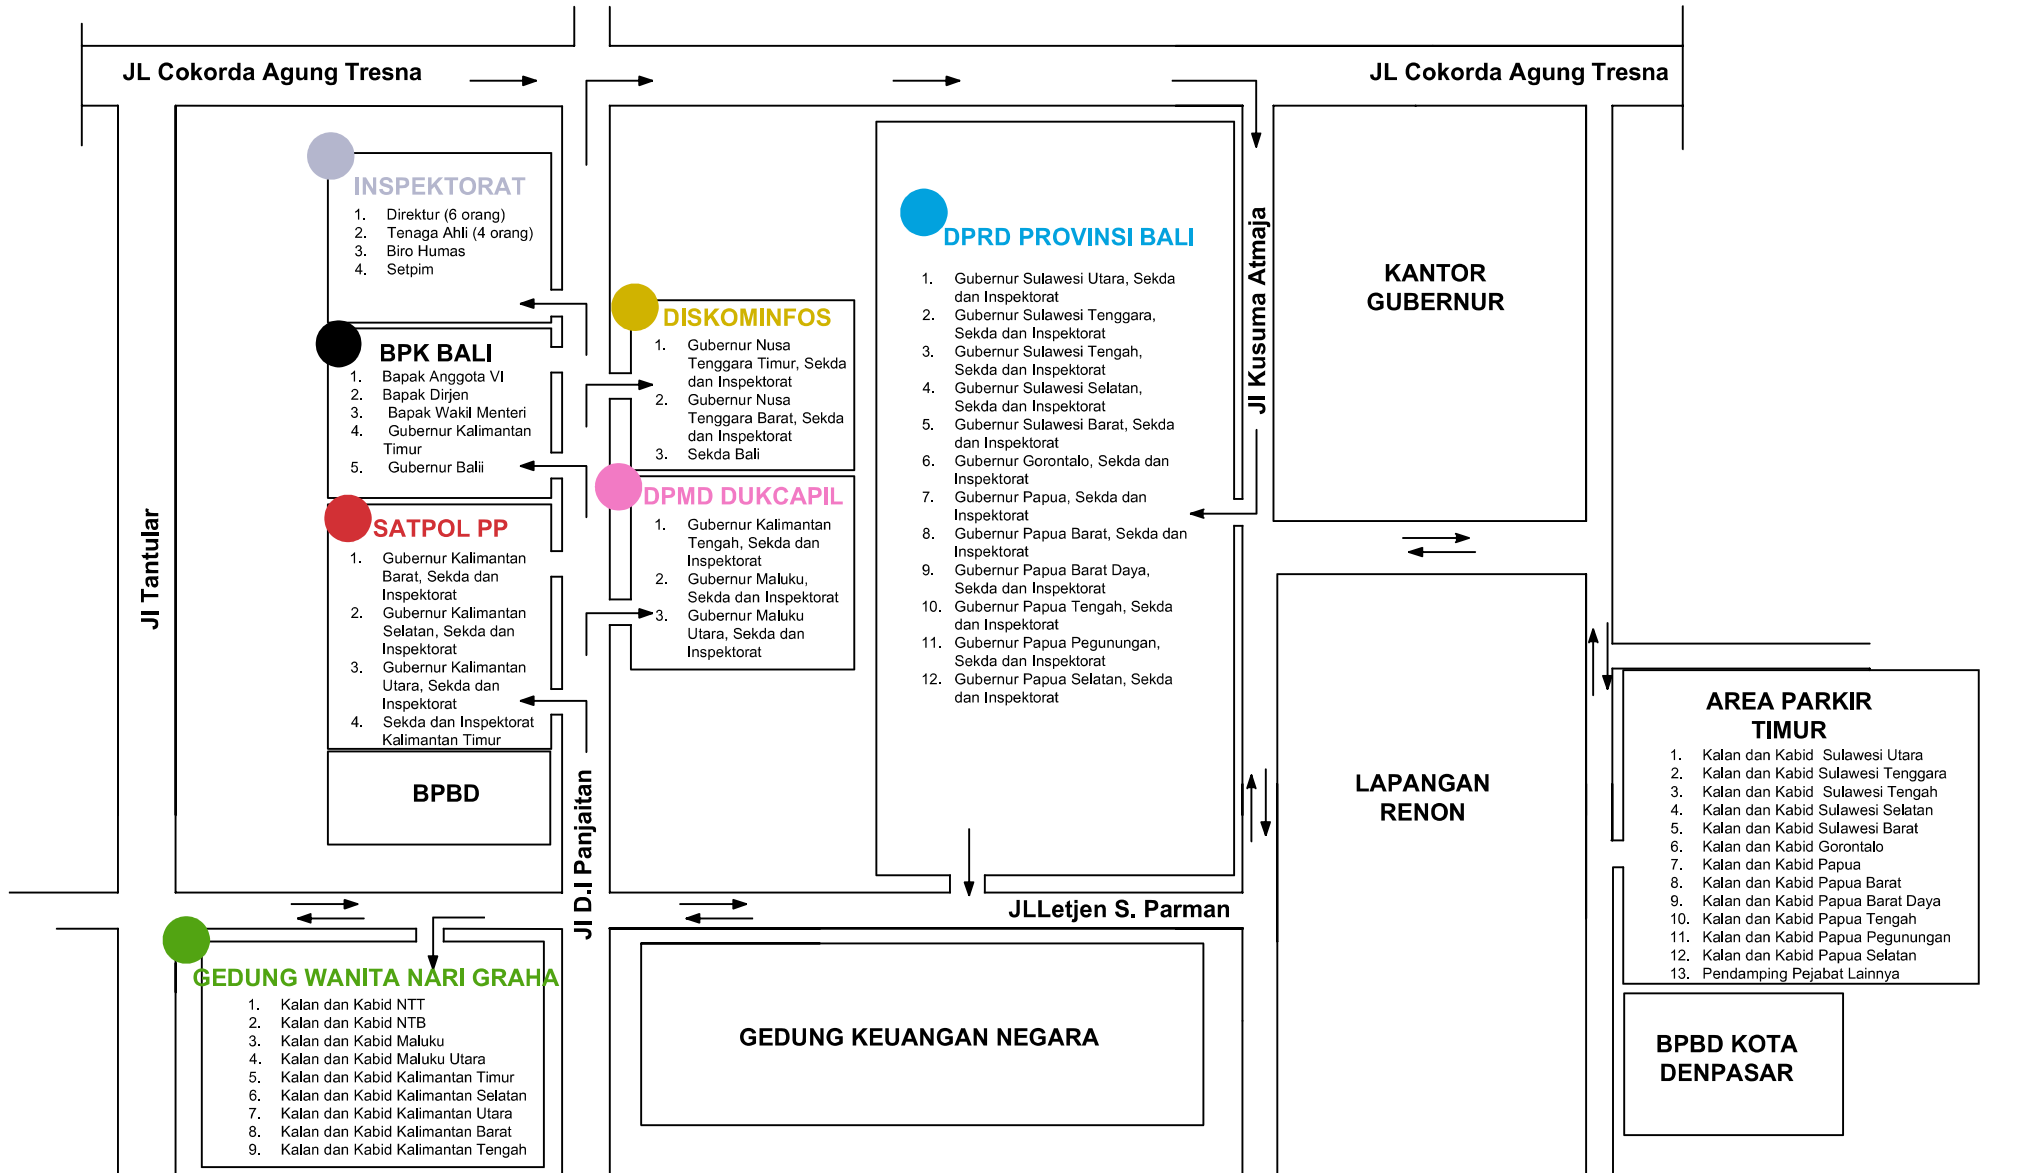 JL Cokorda Agung Tresna
JL Cokorda Agung Tresna
INSPEKTORAT
1. Direktur (6 orang)
2. Tenaga Ahli (4 orang)
3. Biro Humas
4. Setpim
BPK BALI
1. Bapak Anggota VI
2. Bapak Dirjen
3. Bapak Wakil Menteri
4. Gubernur Kalimantan
Timur
5. Gubernur Balii
SATPOL PP
1. Gubernur Kalimantan
Barat, Sekda dan
Inspektorat
2. Gubernur Kalimantan
Selatan, Sekda dan
Inspektorat
3. Gubernur Kalimantan
Utara, Sekda dan
Inspektorat
4. Sekda dan Inspektorat
Kalimantan Timur
BPBD
DISKOMINFOS
1. Gubernur Nusa
Tenggara Timur, Sekda
dan Inspektorat
2. Gubernur Nusa
Tenggara Barat, Sekda
dan Inspektorat
3. Sekda Bali
DPMD DUKCAPIL
1. Gubernur Kalimantan
Tengah, Sekda dan
Inspektorat
2. Gubernur Maluku,
Sekda dan Inspektorat
3. Gubernur Maluku
Utara, Sekda dan
Inspektorat
DPRD PROVINSI BALI
1. Gubernur Sulawesi Utara, Sekda
dan Inspektorat
2. Gubernur Sulawesi Tenggara,
Sekda dan Inspektorat
3. Gubernur Sulawesi Tengah,
Sekda dan Inspektorat
4. Gubernur Sulawesi Selatan,
Sekda dan Inspektorat
5. Gubernur Sulawesi Barat, Sekda
dan Inspektorat
6. Gubernur Gorontalo, Sekda dan
Inspektorat
7. Gubernur Papua, Sekda dan
Inspektorat
8. Gubernur Papua Barat, Sekda dan
Inspektorat
9. Gubernur Papua Barat Daya,
Sekda dan Inspektorat
10. Gubernur Papua Tengah, Sekda
dan Inspektorat
11. Gubernur Papua Pegunungan,
Sekda dan Inspektorat
12. Gubernur Papua Selatan, Sekda
dan Inspektorat
Jl Kusuma Atmaja
KANTOR
GUBERNUR
Jl Tantular
Jl D.I Panjaitan
LAPANGAN
RENON
AREA PARKIR
TIMUR
1. Kalan dan Kabid Sulawesi Utara
2. Kalan dan Kabid Sulawesi Tenggara
3. Kalan dan Kabid Sulawesi Tengah
4. Kalan dan Kabid Sulawesi Selatan
5. Kalan dan Kabid Sulawesi Barat
6. Kalan dan Kabid Gorontalo
7. Kalan dan Kabid Papua
8. Kalan dan Kabid Papua Barat
9. Kalan dan Kabid Papua Barat Daya
10. Kalan dan Kabid Papua Tengah
11. Kalan dan Kabid Papua Pegunungan
12. Kalan dan Kabid Papua Selatan
13. Pendamping Pejabat Lainnya
JLLetjen S. Parman
GEDUNG WANITA NARI GRAHA
1. Kalan dan Kabid NTT
2. Kalan dan Kabid NTB
3. Kalan dan Kabid Maluku
4. Kalan dan Kabid Maluku Utara
5. Kalan dan Kabid Kalimantan Timur
6. Kalan dan Kabid Kalimantan Selatan
7. Kalan dan Kabid Kalimantan Utara
8. Kalan dan Kabid Kalimantan Barat
9. Kalan dan Kabid Kalimantan Tengah
GEDUNG KEUANGAN NEGARA
BPBD KOTA
DENPASAR